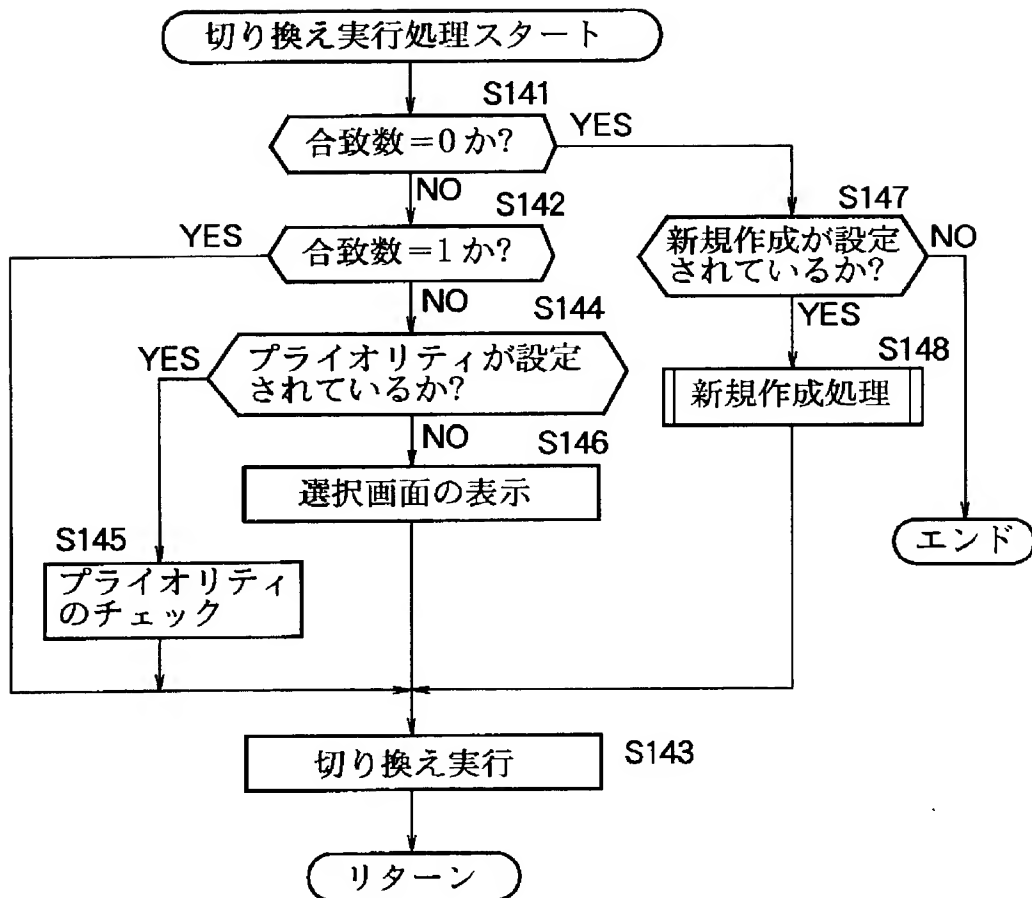 切り換え実行処理スタート
S141
合致数=0か?
YES
NO
S142
YES
合致数=1か?
S147
新規作成が設定
されているか?
NO
NO
S144
YES
YES
プライオリティが設定
されているか?
S148
新規作成処理
NO
S146
選択画面の表示
エンド
S145
プライオリティ
のチェック
切り換え実行
S143
リターン